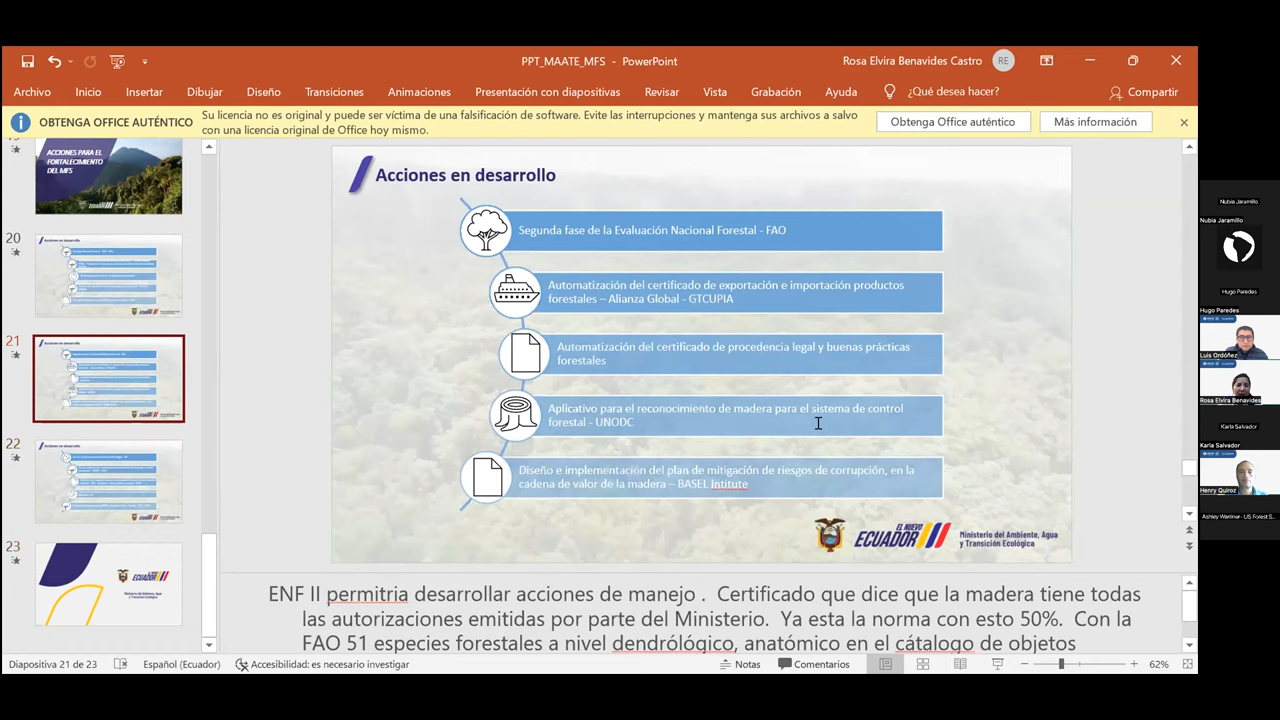 PPT_MAATE_MFS - PowerPoint
Rosa Elvira Benavides Castro
RE
Archivo
Inicio
Insertar
Dibujar
Diseño
Transiciones
Animaciones
Presentación con diapositivas
Revisar
Vista
Grabación
Ayuda
¿Qué desea hacer?
Compartir
OBTENGA OFFICE AUTÉNTICO
Su licencia no es original y puede ser víctima de una falsificación de software. Evite las interrupciones y mantenga sus archivos a salvo
con una licencia original de Office hoy mismo.
Obtenga Office auténtico
Más información
ACCIONES PARA EL
FORTALECIMIENTO
DEL MFS
20
21
22
23
Acciones en desarrollo
Segunda fase de la Evaluación Nacional Forestal - FAO
Automatización del certificado de exportación e importación productos
forestales – Alianza Global - GTCUPIA
Automatización del certificado de procedencia legal y buenas prácticas
forestales
Aplicativo para el reconocimiento de madera para el sistema de control
forestal - UNODC
Diseño e implementación del plan de mitigación de riesgos de corrupción, en la
cadena de valor de la madera – BASEL Intitute
EL NUEVO
ECUADOR
Ministerio del Ambiente, Agua
y Transición Ecológica
ENF II permitria desarrollar acciones de manejo . Certificado que dice que la madera tiene todas
las autorizaciones emitidas por parte del Ministerio. Ya esta la norma con esto 50%. Con la
FAO 51 especies forestales a nivel dendrológico, anatómico en el cátalogo de objetos
Diapositiva 21 de 23
Español (Ecuador)
Accesibilidad: es necesario investigar
Notas
Comentarios
62%
Nubia Jaramillo
Nubia Jaramillo
Hugo Paredes
Hugo Paredes
Luis Ordóñez
Rosa Elvira Benavides
Karla Salvador
Karla Salvador
Henry Quiroz
Ashley Warriner - US Forest S...